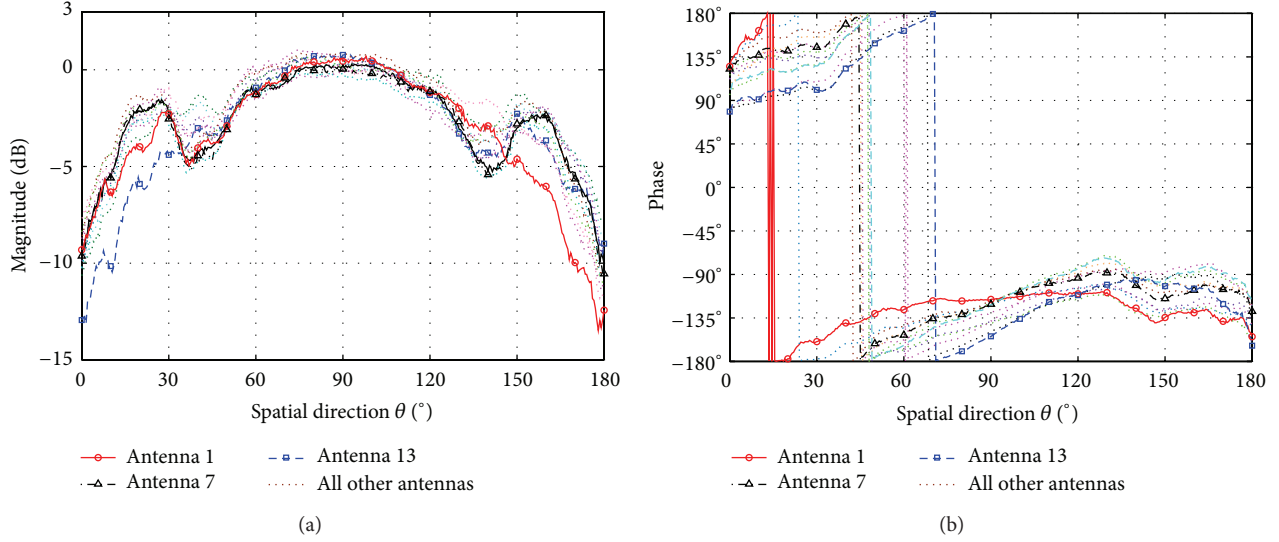 3
0
−5
−10
−15
Magnitude (dB)
0
30
60
90
120
150
180
Spatial direction θ (°)
Antenna 1
Antenna 7
Antenna 13
All other antennas
(a)
180°
135°
90°
45°
0°
−45°
−90°
−135°
−180°
Phase
0
30
60
90
120
150
180
Spatial direction θ (°)
Antenna 1
Antenna 7
Antenna 13
All other antennas
(b)